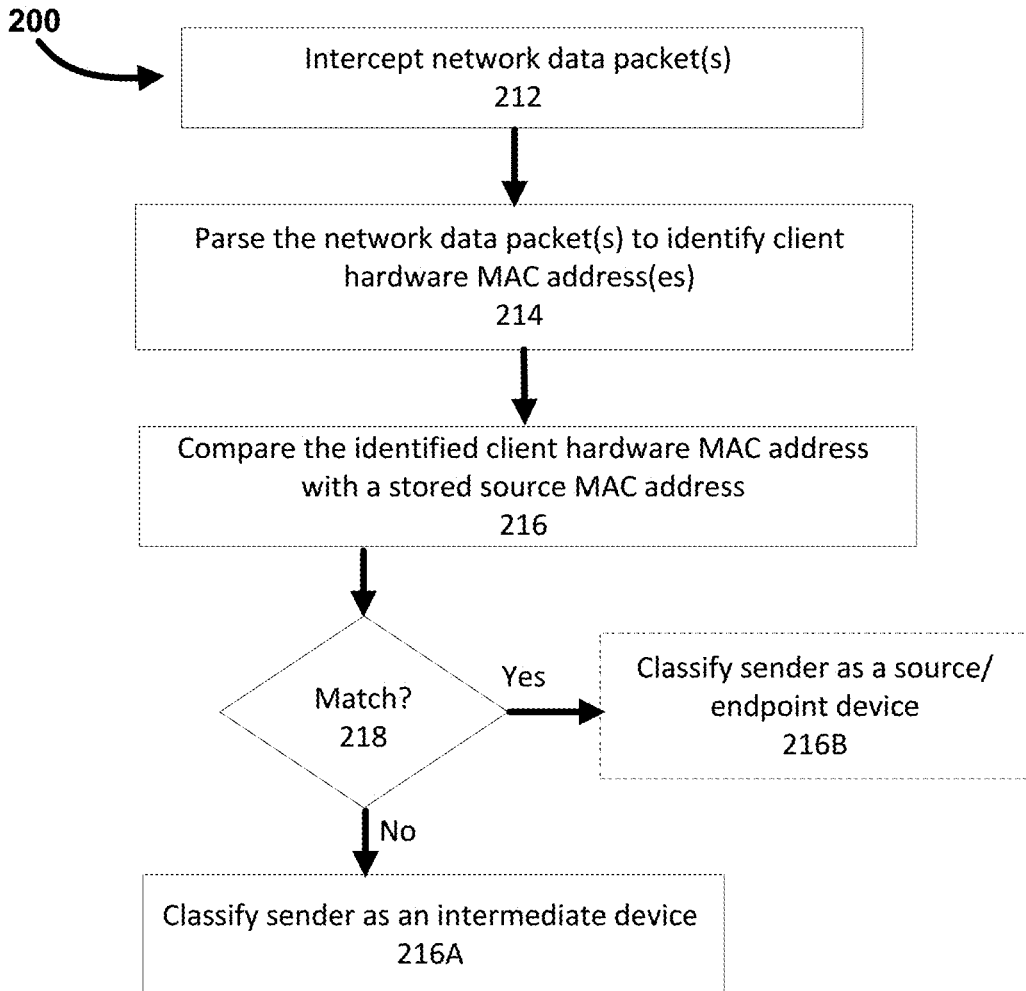 200
Intercept network data packet(s)
212
Parse the network data packet(s) to identify client
hardware MAC address(es)
214
Compare the identified client hardware MAC address
with a stored source MAC address
216
Match?
218
Yes
Classify sender as a source/
endpoint device
216B
No
Classify sender as an intermediate device
216A